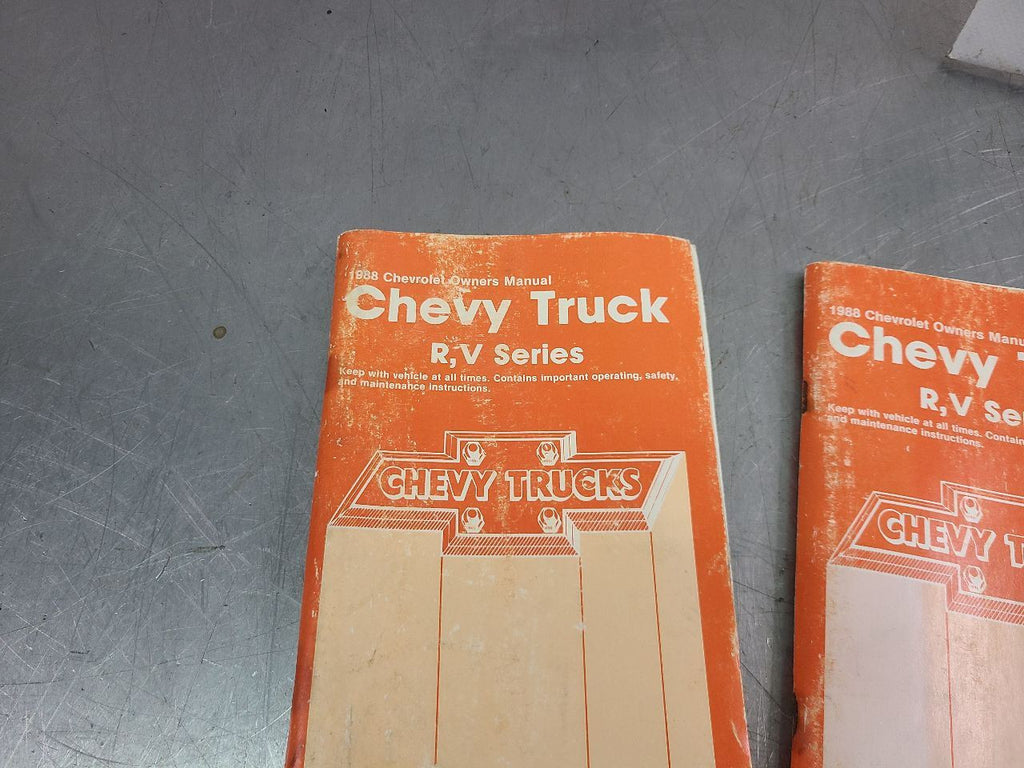 1988 Chevrolet Owners Manual
Chevy Truck
R,V Series
Keep with vehicle at all times. Contains important operating, safety,
and maintenance instructions.
CHEVY TRUCKS
1988 Chevrolet Owners Manu
Chevy T
R,V Se
Keep with vehicle at all times. Contain
and maintenance instructions.
CHEVY T